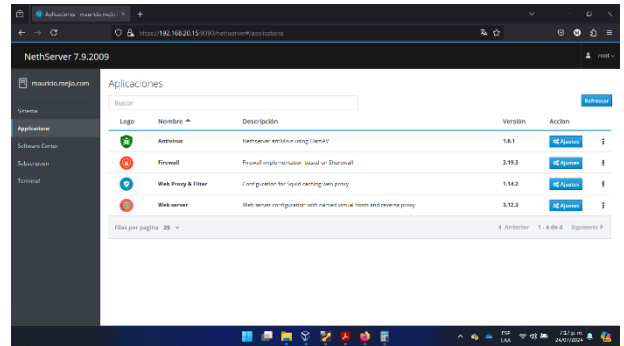 Aplicaciones - mauricio.mejia
https://192.168.20.15:9090/nethserver#/applications
NethServer 7.9.2009
root
mauricio.mejia.com
Sistema
Applications
Software Center
Subscription
Terminal
Aplicaciones
Buscar
Refrescar
Logo Nombre Descripción Versión Accion
Antivirus Nethserver antivirus using ClamAV 1.6.1 Ajustes
Firewall Firewall implementation based on Shorewall 3.19.3 Ajustes
Web Proxy & Filter Configuration for Squid caching web proxy 1.14.2 Ajustes
Web server Web server configuration with named virtual hosts and reverse proxy 3.12.3 Ajustes
Filas por pagina 25 Anterior 1 - 4 de 4 Siguiente
ESP
LAA
7:17 p. m.
24/07/2024